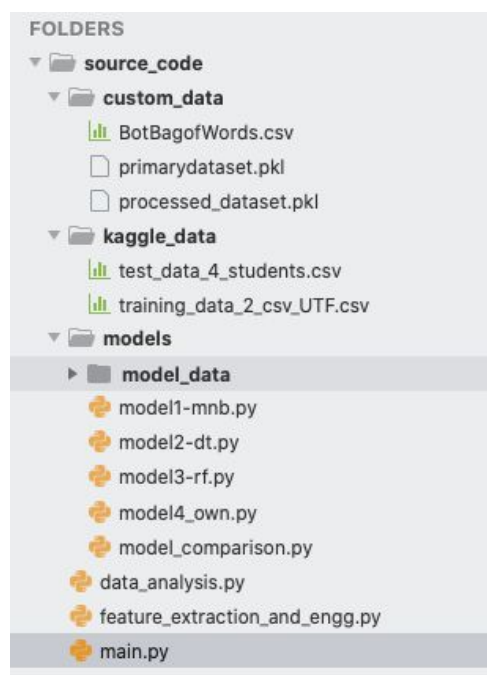 FOLDERS
source_code
custom_data
BotBagofWords.csv
primarydataset.pkl
processed_dataset.pkl
kaggle_data
test_data_4_students.csv
training_data_2_csv_UTF.csv
models
model_data
model1-mnb.py
model2-dt.py
model3-rf.py
model4_own.py
model_comparison.py
data_analysis.py
feature_extraction_and_engg.py
main.py